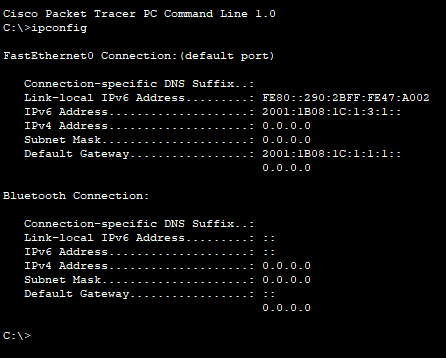 Cisco Packet Tracer PC Command Line 1.0
C:\>ipconfig
FastEthernet0 Connection:(default port)
Connection-specific DNS Suffix..:
Link-local IPv6 Address.........: FE80::290:2BFF:FE47:A002
IPv6 Address....................: 2001:1B08:1C:1:3:1::
IPv4 Address....................: 0.0.0.0
Subnet Mask.....................: 0.0.0.0
Default Gateway.................: 2001:1B08:1C:1:1:1::
0.0.0.0
Bluetooth Connection:
Connection-specific DNS Suffix..:
Link-local IPv6 Address.........: ::
IPv6 Address....................: ::
IPv4 Address....................: 0.0.0.0
Subnet Mask.....................: 0.0.0.0
Default Gateway.................: ::
0.0.0.0
C:\>